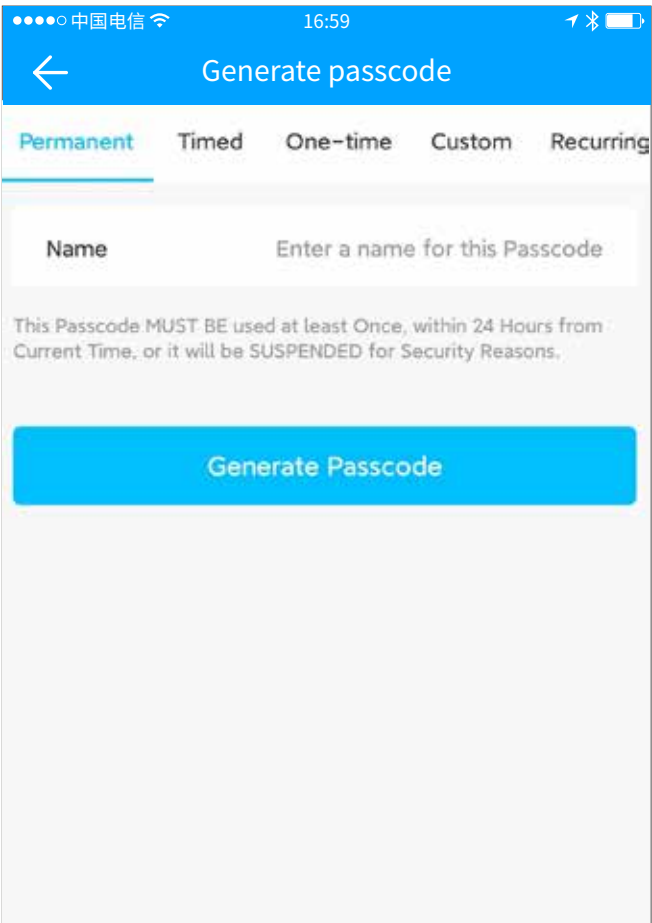 中国电信 16:59
Generate passcode
Permanent Timed One-time Custom Recurring
Name Enter a name for this Passcode
This Passcode MUST BE used at least Once, within 24 Hours from
Current Time, or it will be SUSPENDED for Security Reasons.
Generate Passcode